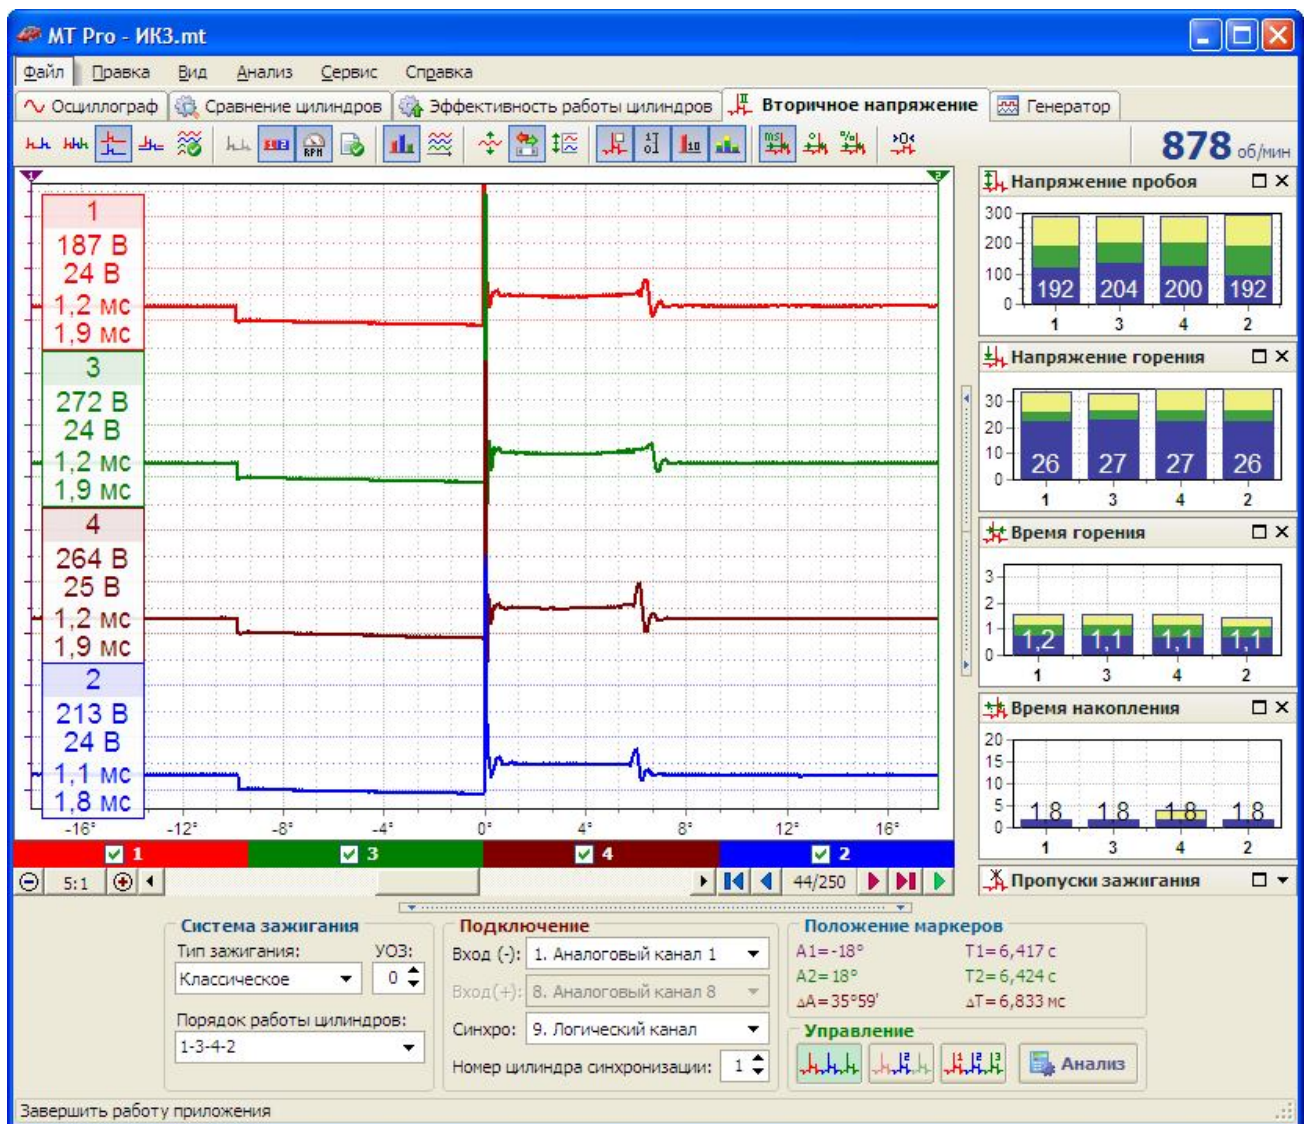 MT Pro - ИКЗ.mt
Файл Правка Вид Анализ Сервис Справка
Осциллограф Сравнение цилиндров Эффективность работы цилиндров Вторичное напряжение Генератор
878 об/мин
1
187 В
24 В
1,2 мс
1,9 мс
3
272 В
24 В
1,2 мс
1,9 мс
4
264 В
25 В
1,2 мс
1,9 мс
2
213 В
24 В
1,1 мс
1,8 мс
-16° -12° -8° -4° 0° 4° 8° 12° 16°
1 3 4 2
5:1 44/250
Напряжение пробоя
300
200
100
0
192 204 200 192
1 3 4 2
Напряжение горения
30
20
10
0
26 27 27 26
1 3 4 2
Время горения
3
2
1
0
1,2 1,1 1,1 1,1
1 3 4 2
Время накопления
20
15
10
5
0
1,8 1,8 1,8 1,8
1 3 4 2
Пропуски зажигания
Система зажигания
Тип зажигания: УОЗ:
Классическое 0
Порядок работы цилиндров:
1-3-4-2
Подключение
Вход (-): 1. Аналоговый канал 1
Вход(+): 8. Аналоговый канал 8
Синхро: 9. Логический канал
Номер цилиндра синхронизации: 1
Положение маркеров
A1=-18° T1=6,417 с
A2=18° T2=6,424 с
ΔA=35°59' ΔT=6,833 мс
Управление
Анализ
Завершить работу приложения